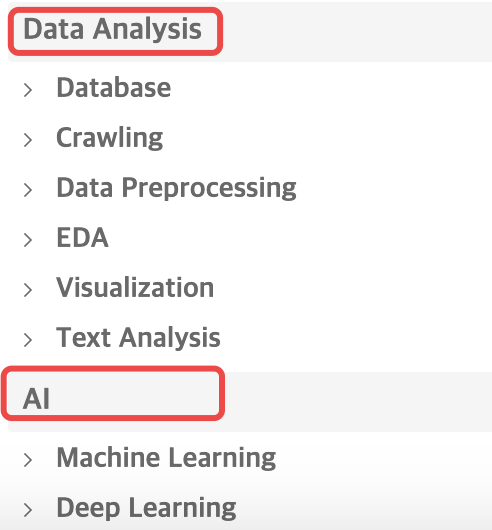 Data Analysis
Database
Crawling
Data Preprocessing
EDA
Visualization
Text Analysis
AI
Machine Learning
Deep Learning